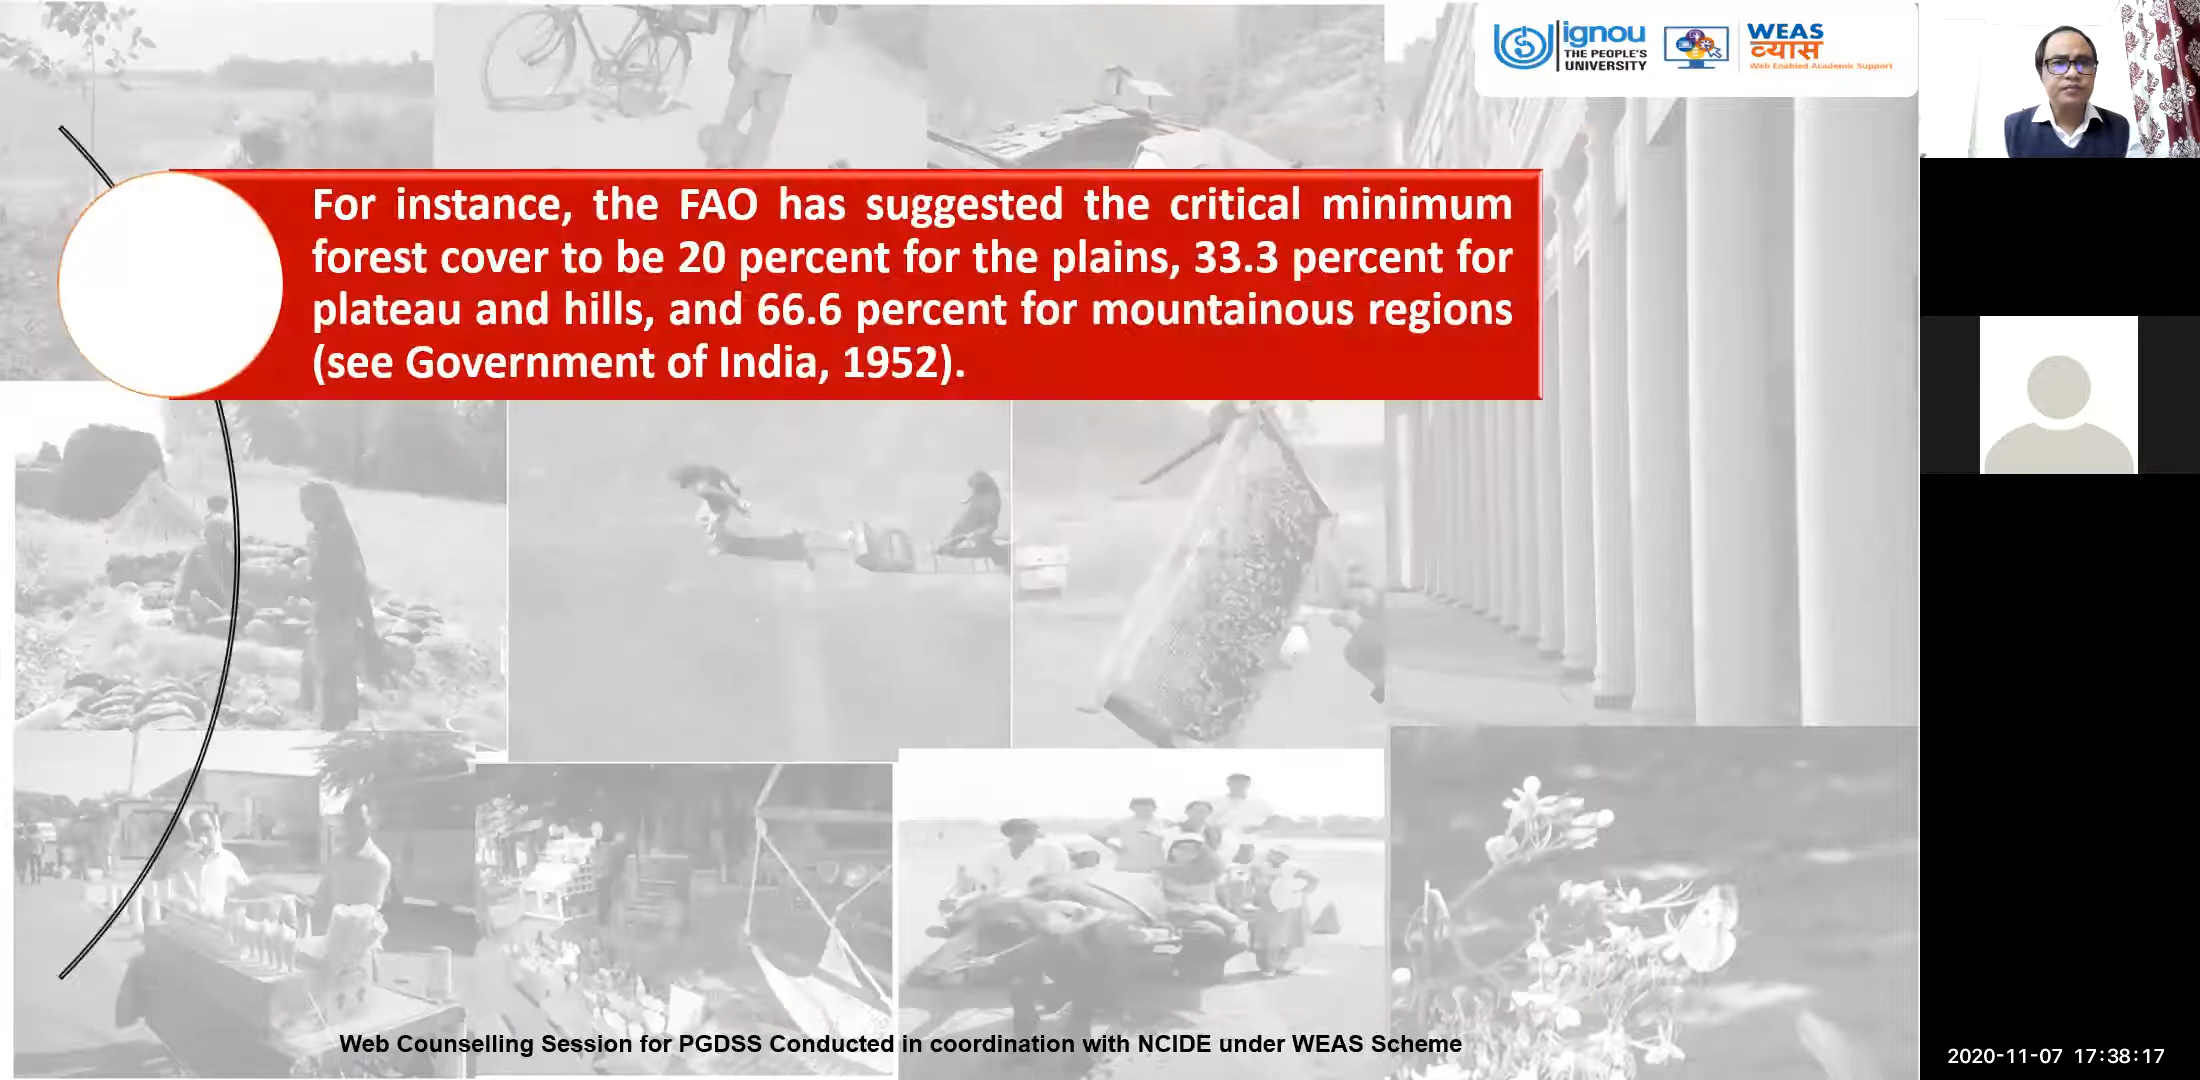 ignou
THE PEOPLE'S
UNIVERSITY
WEAS
व्यास
Web Enabled Academic Support
For instance, the FAO has suggested the critical minimum
forest cover to be 20 percent for the plains, 33.3 percent for
plateau and hills, and 66.6 percent for mountainous regions
(see Government of India, 1952).
Web Counselling Session for PGDSS Conducted in coordination with NCIDE under WEAS Scheme
2020-11-07 17:38:17